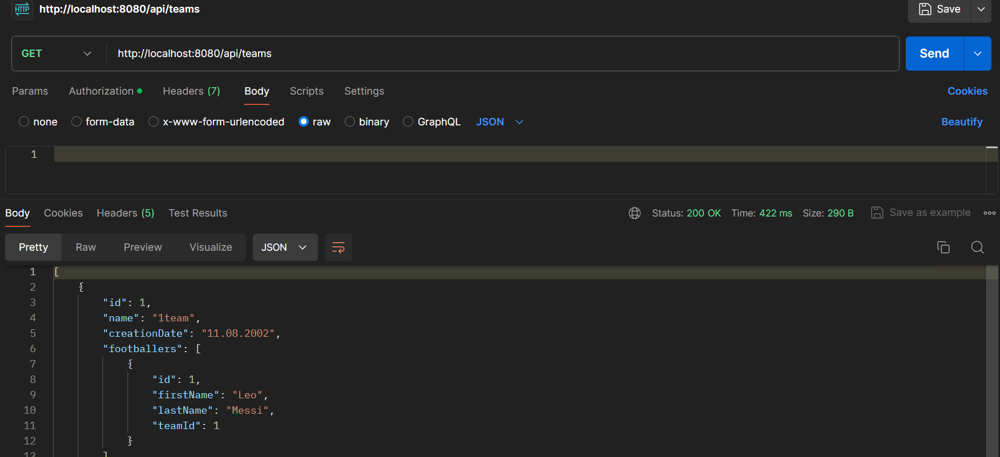 HTTP http://localhost:8080/api/teams Save
GET http://localhost:8080/api/teams Send
Params Authorization Headers (7) Body Scripts Settings Cookies
none form-data x-www-form-urlencoded raw binary GraphQL JSON Beautify
1
Body Cookies Headers (5) Test Results Status: 200 OK Time: 422 ms Size: 290 B Save as example
Pretty Raw Preview Visualize JSON
1 [
2 {
3 "id": 1,
4 "name": "1team",
5 "creationDate": "11.08.2002",
6 "footballers": [
7 {
8 "id": 1,
9 "firstName": "Leo",
10 "lastName": "Messi",
11 "teamId": 1
12 }
13 ]